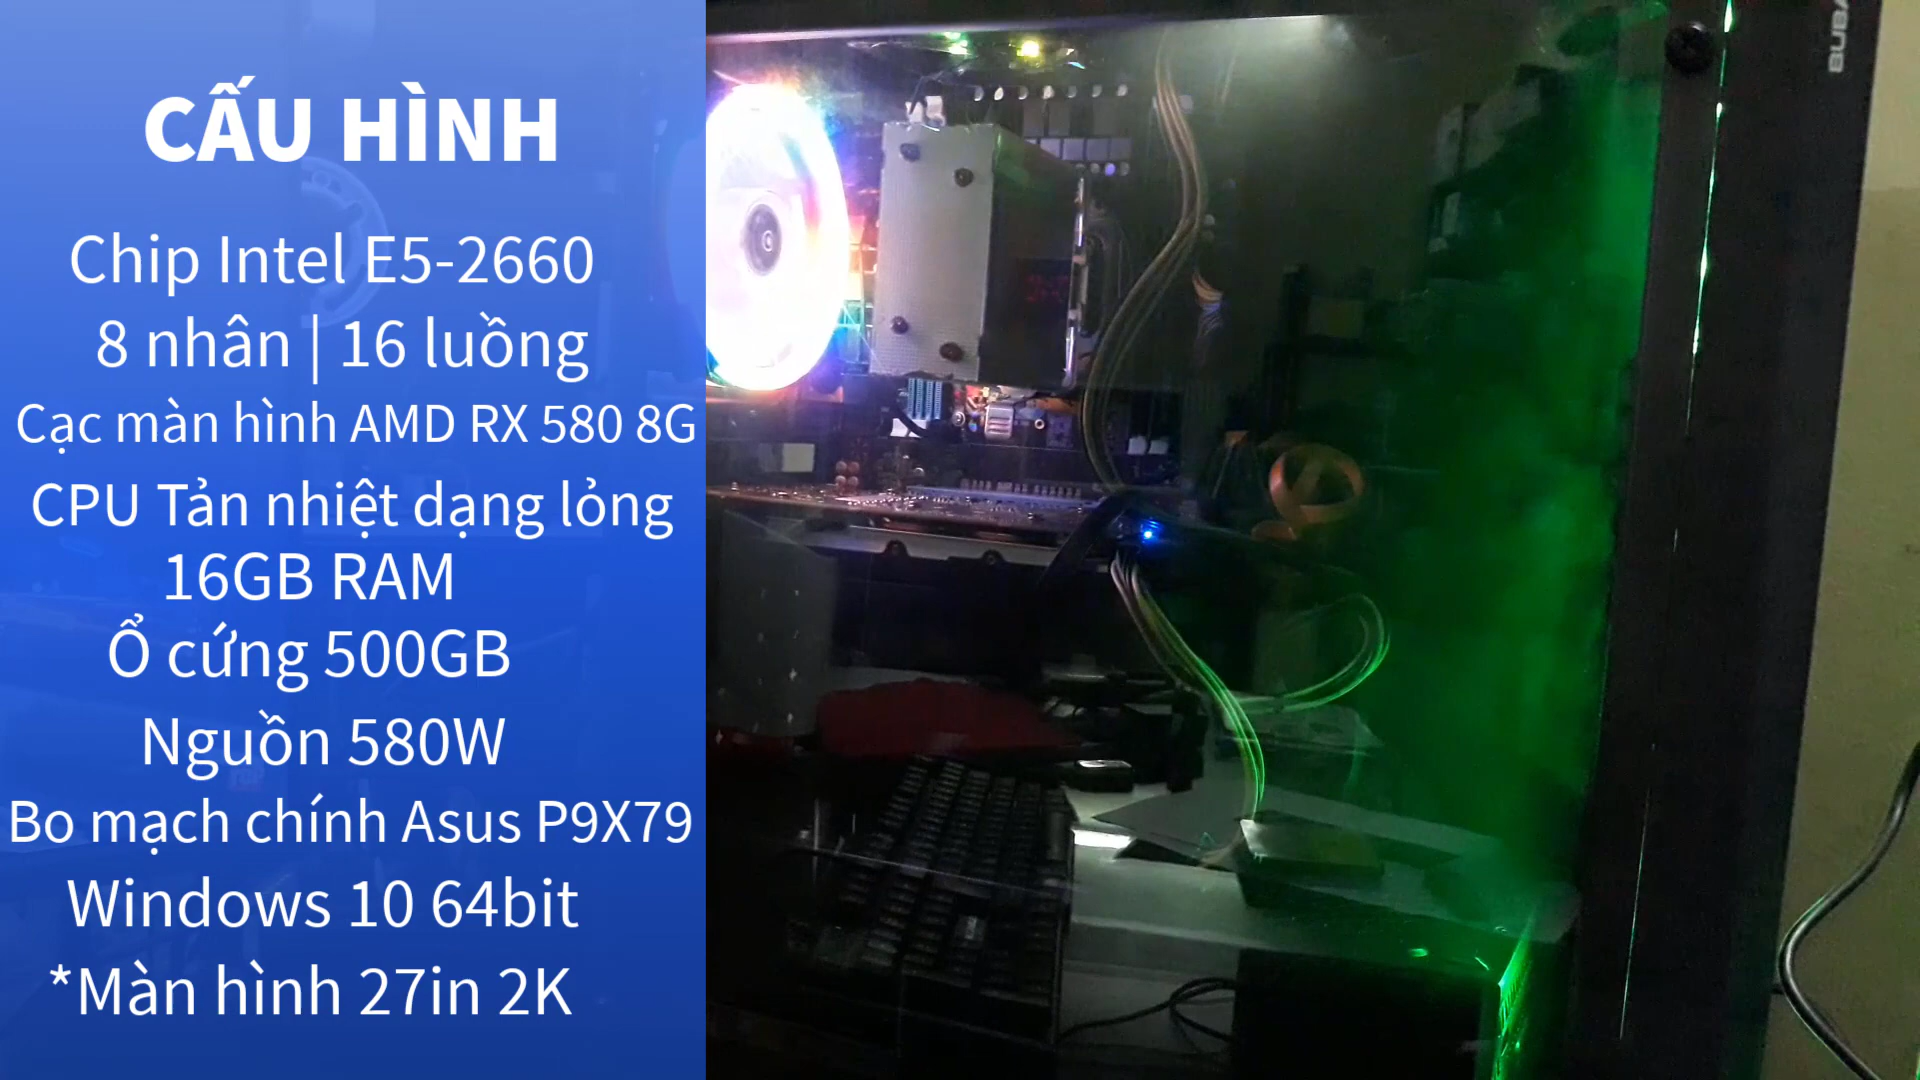 CẤU HÌNH
Chip Intel E5-2660
8 nhân | 16 luồng
Cạc màn hình AMD RX 580 8G
CPU Tản nhiệt dạng lỏng
16GB RAM
Ổ cứng 500GB
Nguồn 580W
Bo mạch chính Asus P9X79
Windows 10 64bit
*Màn hình 27in 2K